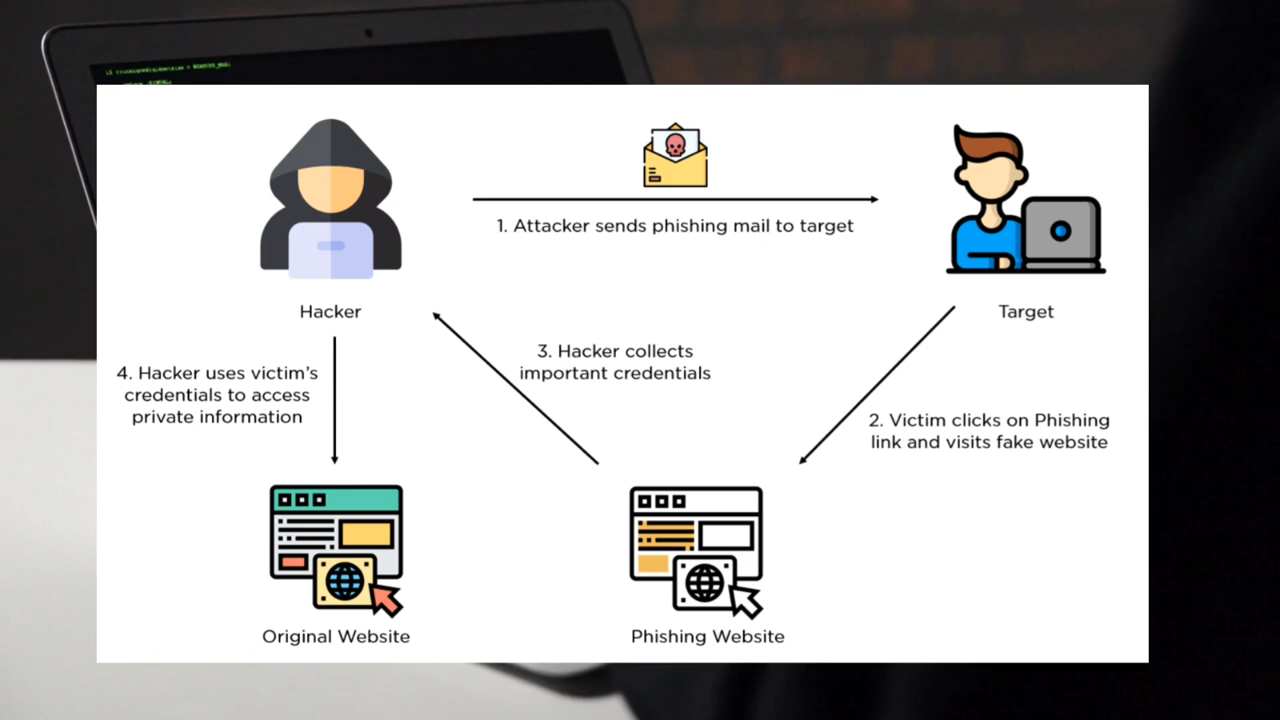 1. Attacker sends phishing mail to target
Hacker
Target
3. Hacker collects
important credentials
4. Hacker uses victim's
credentials to access
private information
2. Victim clicks on Phishing
link and visits fake website
Original Website
Phishing Website